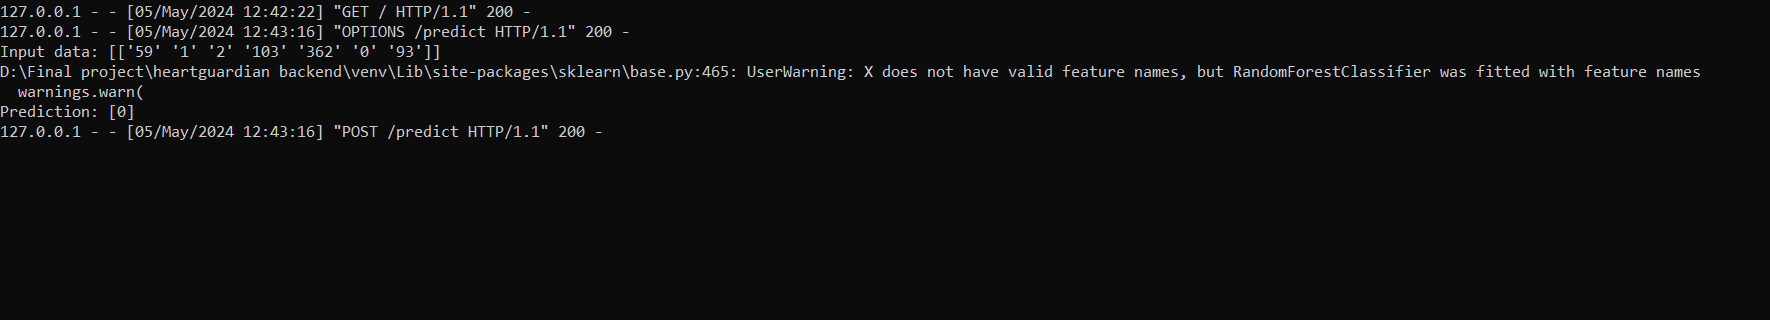 127.0.0.1 - - [05/May/2024 12:42:22] "GET / HTTP/1.1" 200 -
127.0.0.1 - - [05/May/2024 12:43:16] "OPTIONS /predict HTTP/1.1" 200 -
Input data: [['59' '1' '2' '103' '362' '0' '93']]
D:\Final project\heartguardian backend\venv\Lib\site-packages\sklearn\base.py:465: UserWarning: X does not have valid feature names, but RandomForestClassifier was fitted with feature names
  warnings.warn(
Prediction: [0]
127.0.0.1 - - [05/May/2024 12:43:16] "POST /predict HTTP/1.1" 200 -